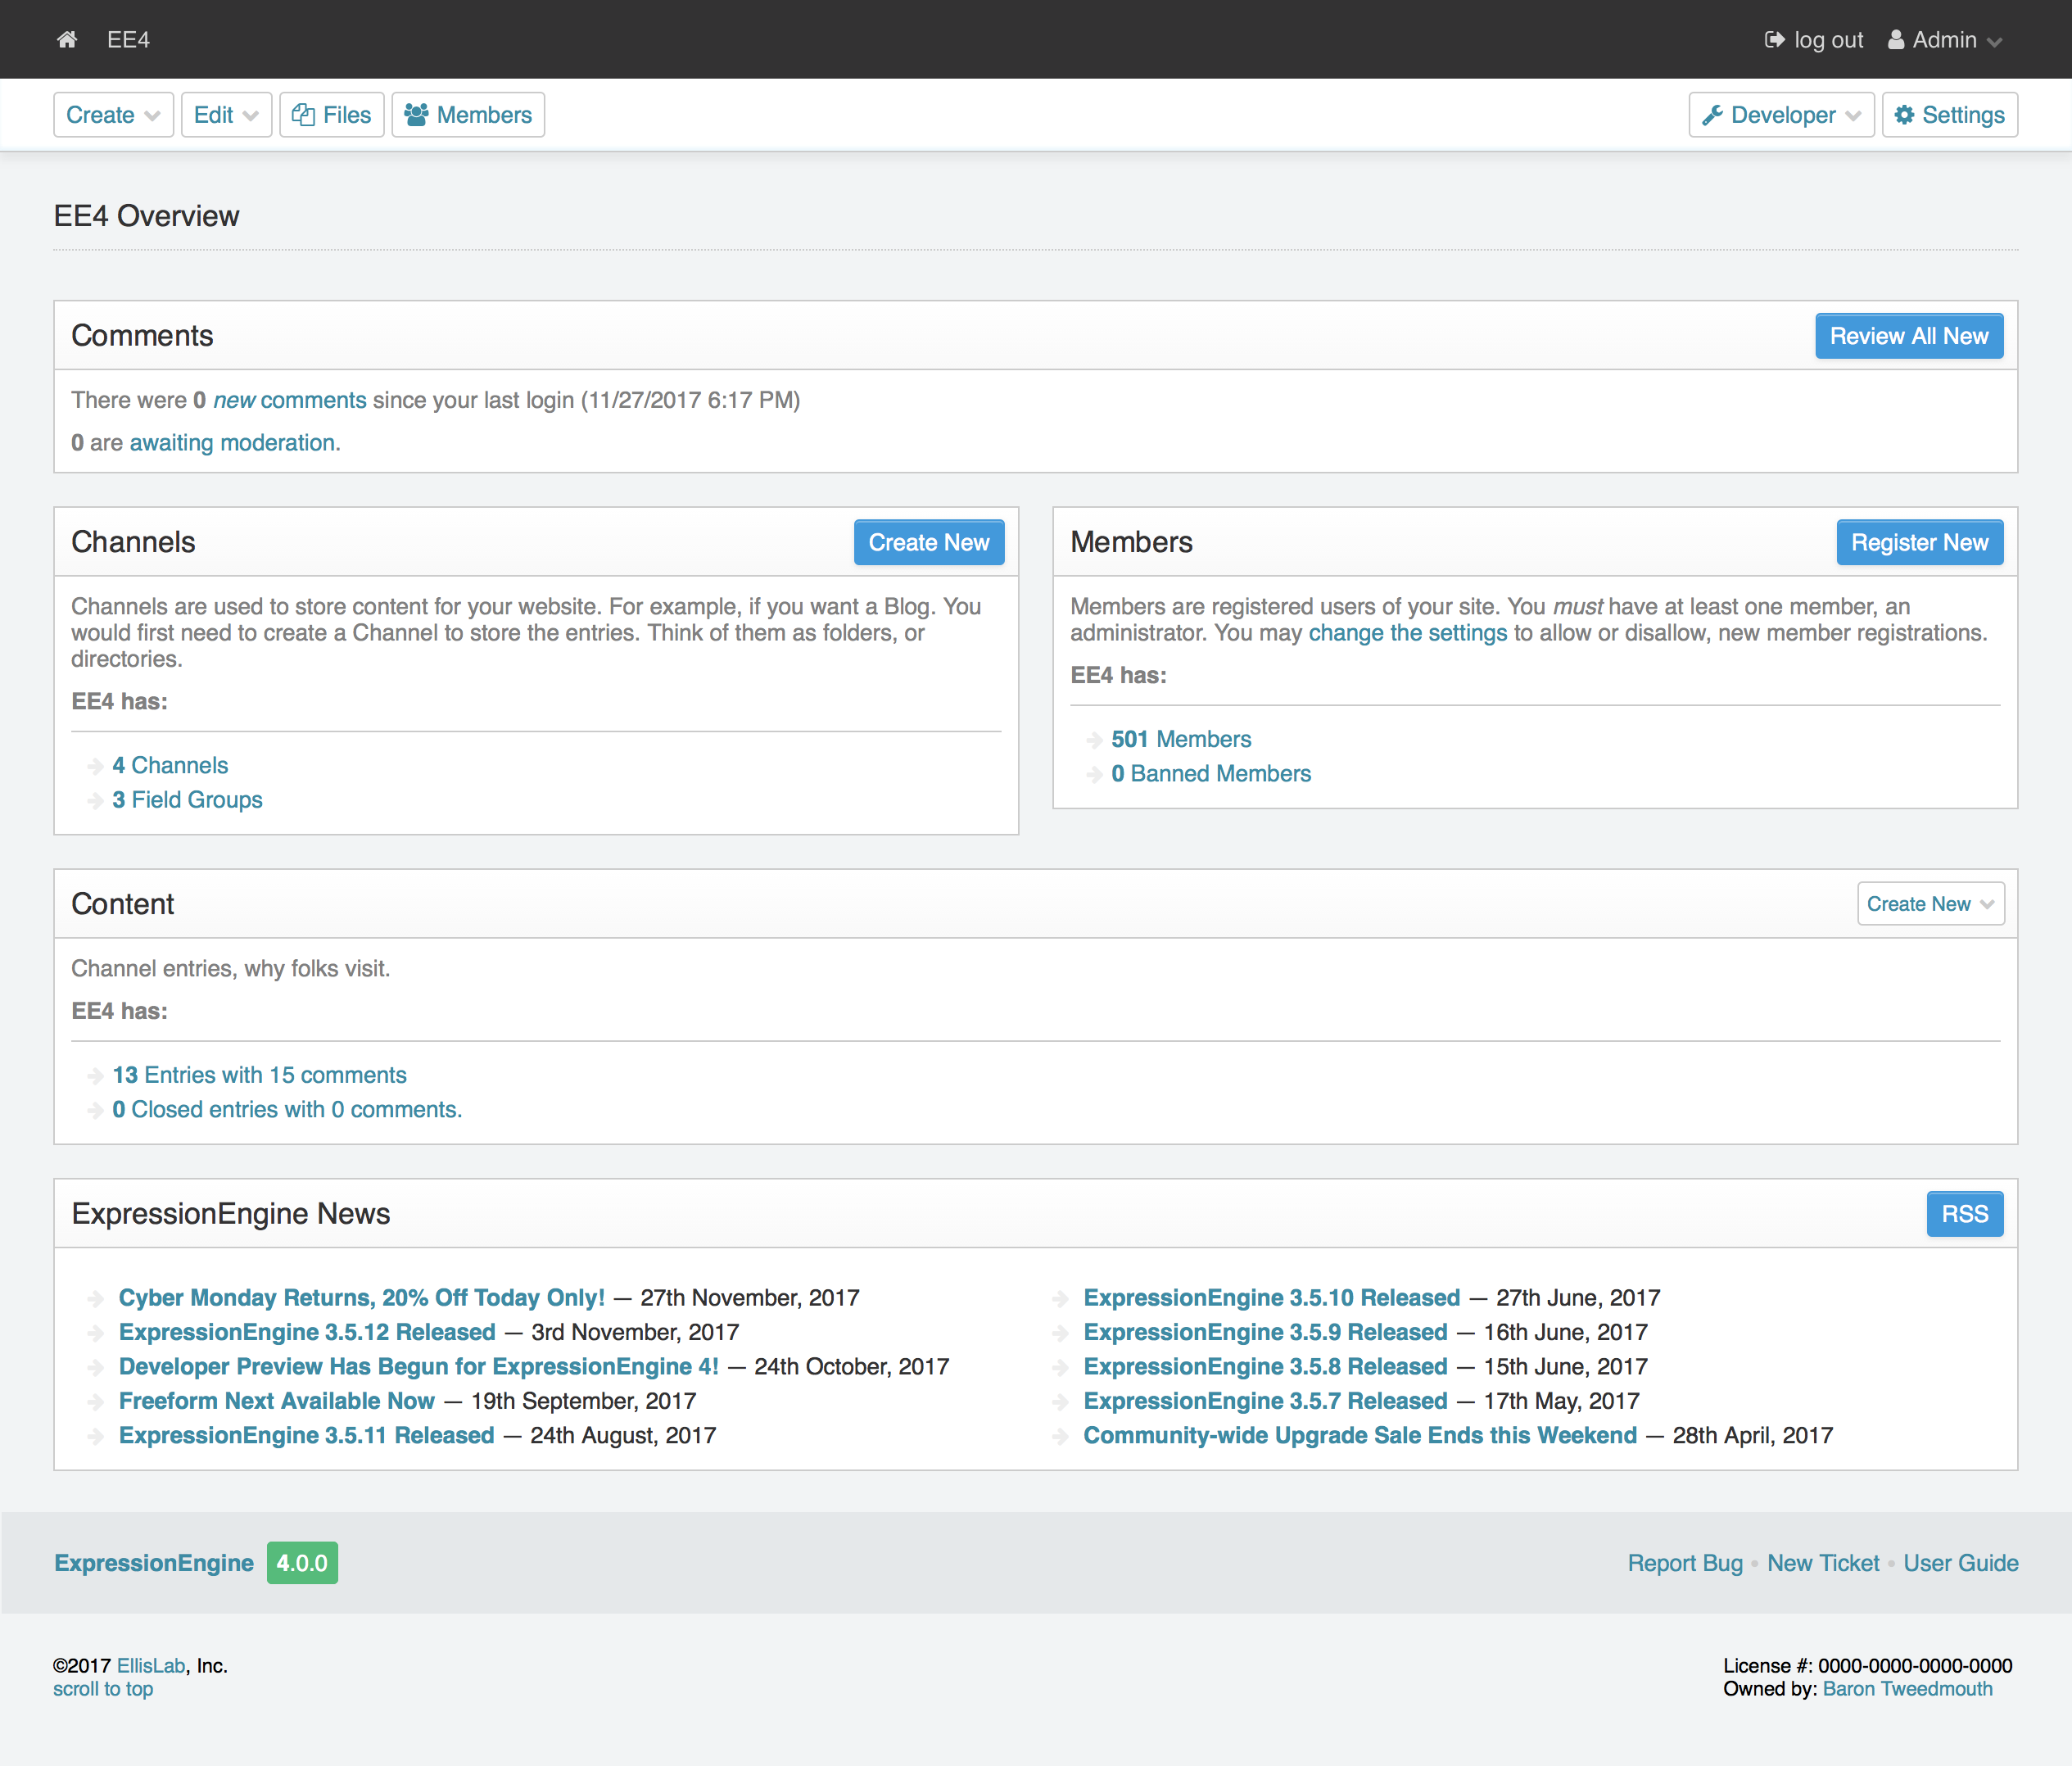 EE4
log out Admin
Create Edit Files Members
Developer Settings
EE4 Overview
Comments
Review All New
There were 0 new comments since your last login (11/27/2017 6:17 PM)
0 are awaiting moderation.
Channels
Create New
Channels are used to store content for your website. For example, if you want a Blog. You
would first need to create a Channel to store the entries. Think of them as folders, or
directories.
EE4 has:
4 Channels
3 Field Groups
Members
Register New
Members are registered users of your site. You must have at least one member, an
administrator. You may change the settings to allow or disallow, new member registrations.
EE4 has:
501 Members
0 Banned Members
Content
Create New
Channel entries, why folks visit.
EE4 has:
13 Entries with 15 comments
0 Closed entries with 0 comments.
ExpressionEngine News
RSS
Cyber Monday Returns, 20% Off Today Only! — 27th November, 2017
ExpressionEngine 3.5.12 Released — 3rd November, 2017
Developer Preview Has Begun for ExpressionEngine 4! — 24th October, 2017
Freeform Next Available Now — 19th September, 2017
ExpressionEngine 3.5.11 Released — 24th August, 2017
ExpressionEngine 3.5.10 Released — 27th June, 2017
ExpressionEngine 3.5.9 Released — 16th June, 2017
ExpressionEngine 3.5.8 Released — 15th June, 2017
ExpressionEngine 3.5.7 Released — 17th May, 2017
Community-wide Upgrade Sale Ends this Weekend — 28th April, 2017
ExpressionEngine 4.0.0
Report Bug • New Ticket • User Guide
©2017 EllisLab, Inc.
scroll to top
License #: 0000-0000-0000-0000
Owned by: Baron Tweedmouth